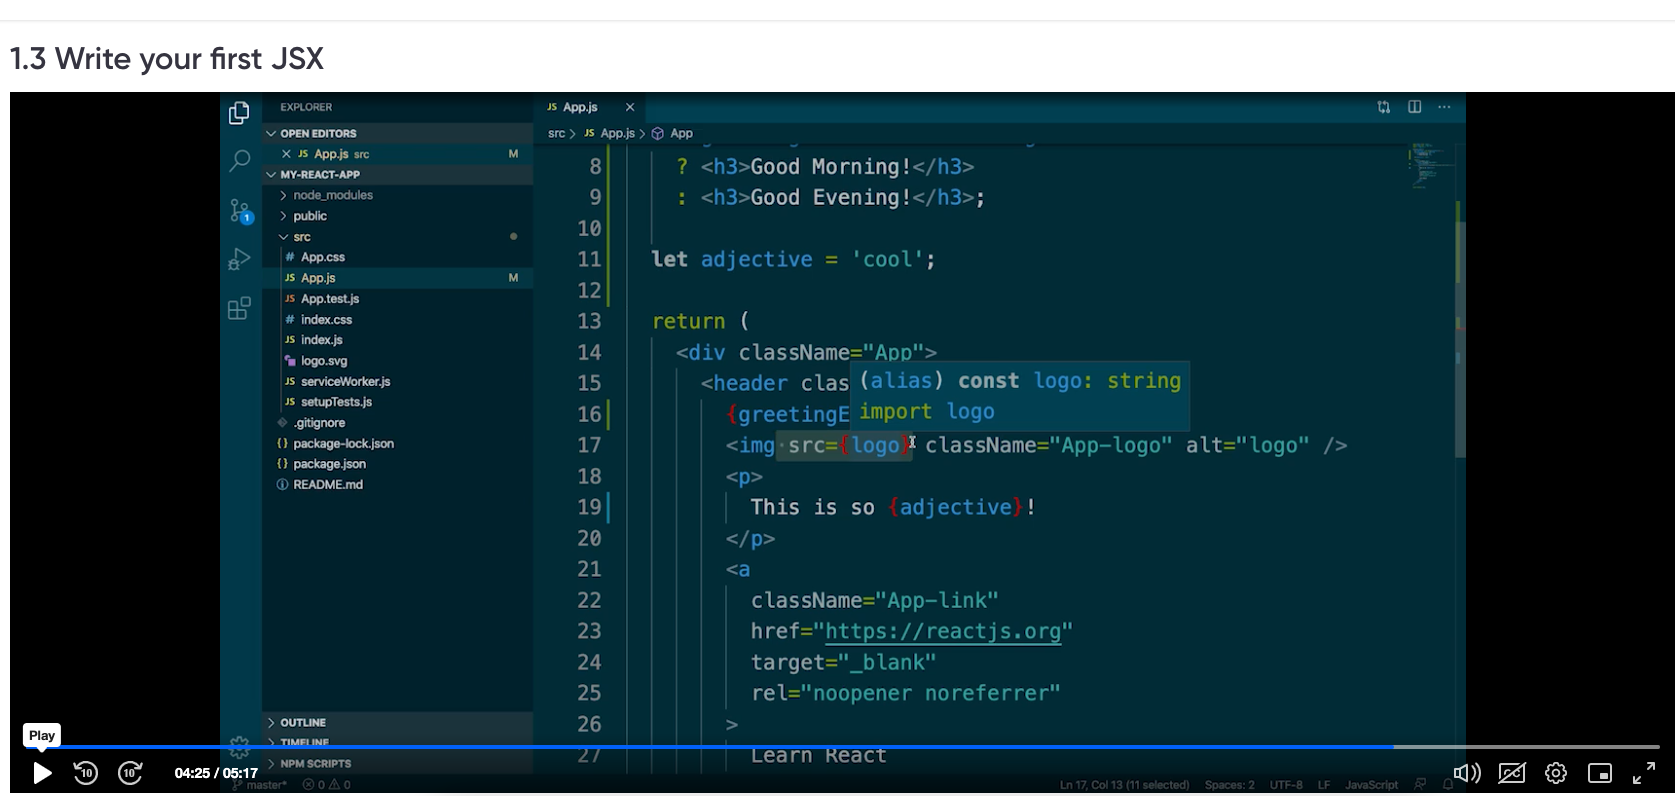 1.3 Write your first JSX
EXPLORER
OPEN EDITORS
JS App.js src M
MY-REACT-APP
node_modules
public
src
# App.css
JS App.js M
JS App.test.js
# index.css
JS index.js
logo.svg
JS serviceWorker.js
JS setupTests.js
.gitignore
{} package-lock.json
{} package.json
README.md
OUTLINE
TIMELINE
NPM SCRIPTS
1
JS App.js ×
src > JS App.js > App
8 ? <h3>Good Morning!</h3>
9 : <h3>Good Evening!</h3>;
10
11 let adjective = 'cool';
12
13 return (
14 <div className="App">
15 <header clas
(alias) const logo: string
import logo
16 {greetingE
17 <img src={logo} className="App-logo" alt="logo" />
18 <p>
19 This is so {adjective}!
20 </p>
21 <a
22 className="App-link"
23 href="https://reactjs.org"
24 target="_blank"
25 rel="noopener noreferrer"
26 >
27 Learn React
Play
10
10
04:25 / 05:17
master* 0 0 Ln 17, Col 13 (11 selected) Spaces: 2 UTF-8 LF JavaScript